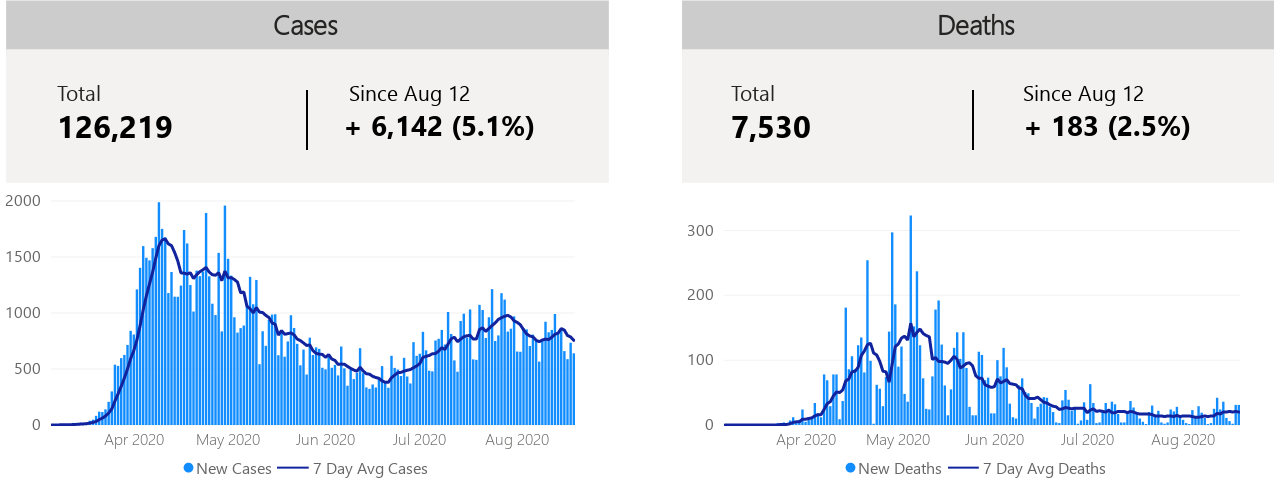 Cases
Total
126,219
Since Aug 12
+ 6,142 (5.1%)
2000
1500
1000
500
0
Apr 2020 May 2020 Jun 2020 Jul 2020 Aug 2020
New Cases 7 Day Avg Cases
Deaths
Total
7,530
Since Aug 12
+ 183 (2.5%)
300
200
100
0
Apr 2020 May 2020 Jun 2020 Jul 2020 Aug 2020
New Deaths 7 Day Avg Deaths